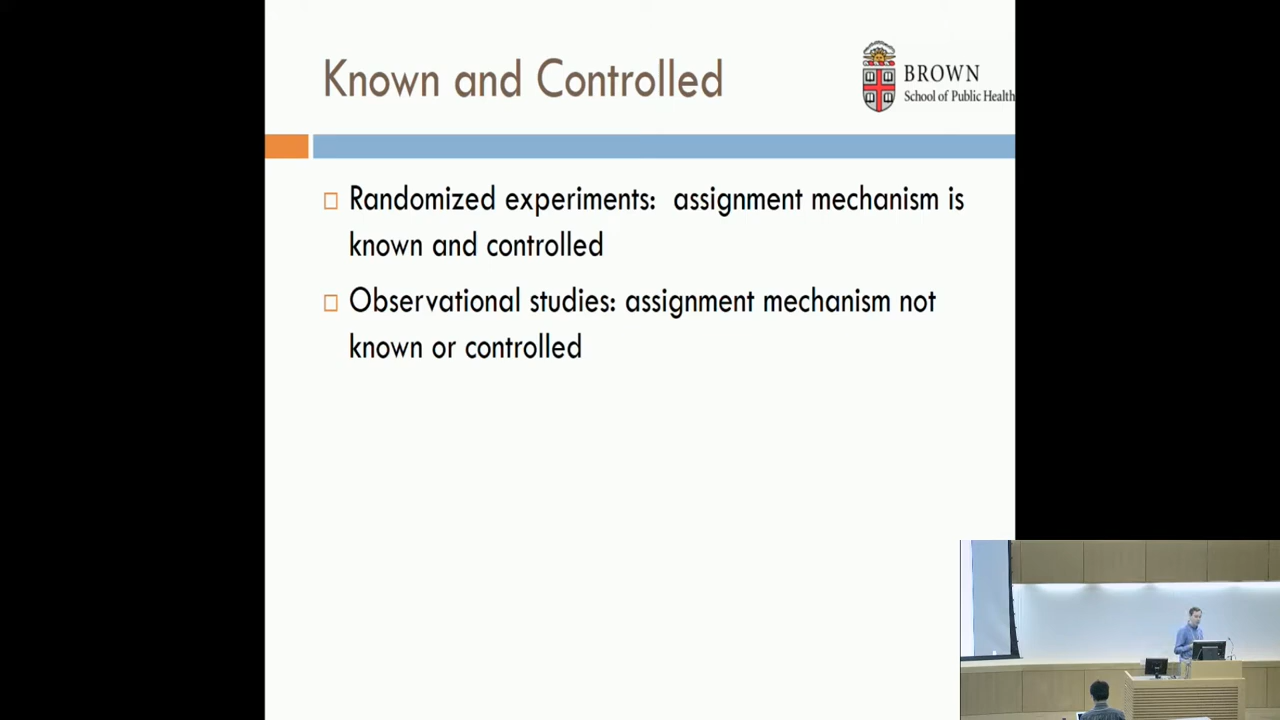 Known and Controlled
BROWN
School of Public Health
Randomized experiments: assignment mechanism is
known and controlled
Observational studies: assignment mechanism not
known or controlled